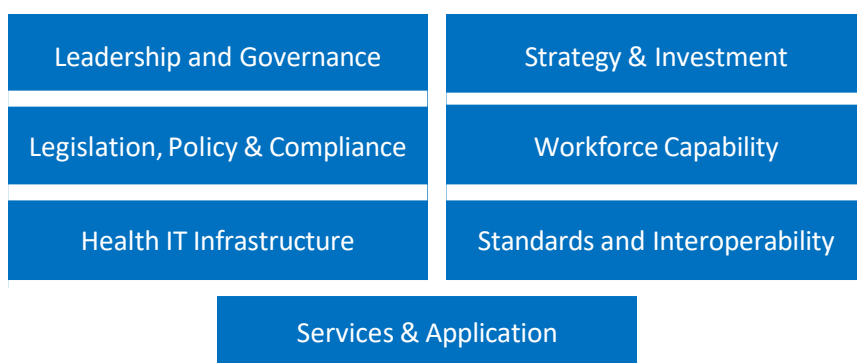 Leadership and Governance
Strategy & Investment
Legislation, Policy & Compliance
Workforce Capability
Health IT Infrastructure
Standards and Interoperability
Services & Application